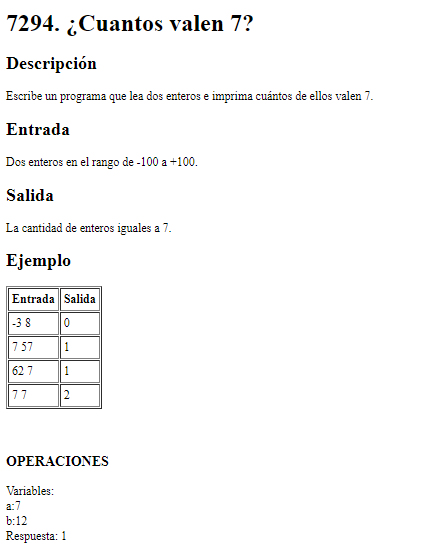 7294. ¿Cuantos valen 7?
Descripción
Escribe un programa que lea dos enteros e imprima cuántos de ellos valen 7.
Entrada
Dos enteros en el rango de -100 a +100.
Salida
La cantidad de enteros iguales a 7.
Ejemplo
Entrada Salida
-3 8 0
7 57 1
62 7 1
7 7 2
OPERACIONES
Variables:
a:7
b:12
Respuesta: 1